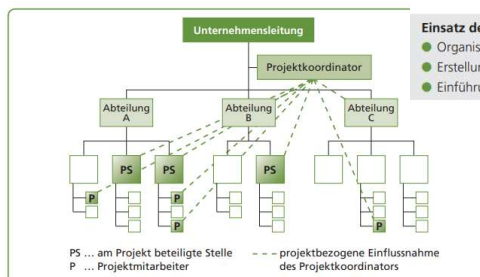 Unternehmensleitung
Einsatz de
Organis
Erstellun
Einführu
Projektkoordinator
Abteilung
A
Abteilung
B
Abteilung
C
PS
PS
PS
P
P
P
P
PS ... am Projekt beteiligte Stelle
P ... Projektmitarbeiter
projektbezogene Einflussnahme
des Projektkoordinators